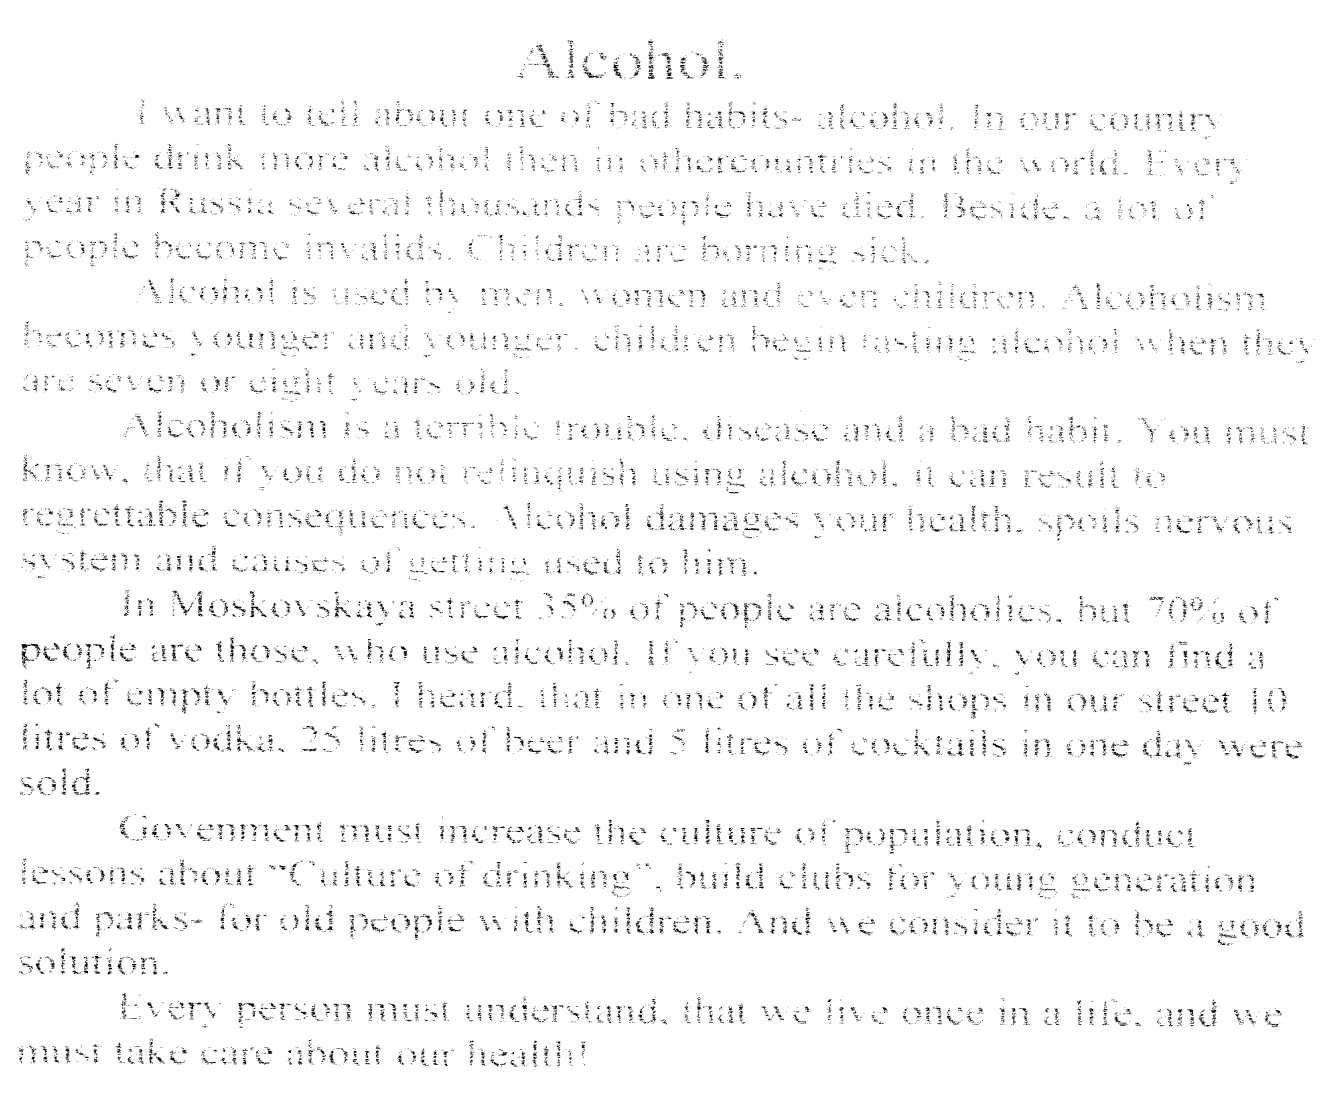 Alcohol.
I want to tell about one of bad habits- alcohol. In our country
people drink more alcohol then in othercountries in the world. Every
year in Russia several thousands people have died. Beside, a lot of
people become invalids. Children are borning sick.
Alcohol is used by men, women and even children. Alcoholism
becomes younger and younger, children begin tasting alcohol when they
are seven or eight years old.
Alcoholism is a terrible trouble, disease and a bad habit. You must
know, that if you do not relinquish using alcohol, it can result to
regrettable consequences. Alcohol damages your health, spoils nervous
system and causes of getting used to him.
In Moskovskaya street 35% of people are alcoholics, but 70% of
people are those, who use alcohol. If you see carefully, you can find a
lot of empty bottles. I heard, that in one of all the shops in our street 10
litres of vodka, 25 litres of beer and 5 litres of cocktails in one day were
sold.
Govenment must increase the culture of population, conduct
lessons about “Culture of drinking”, build clubs for young generation
and parks- for old people with children. And we consider it to be a good
solution.
Every person must understand, that we live once in a life, and we
must take care about our health!